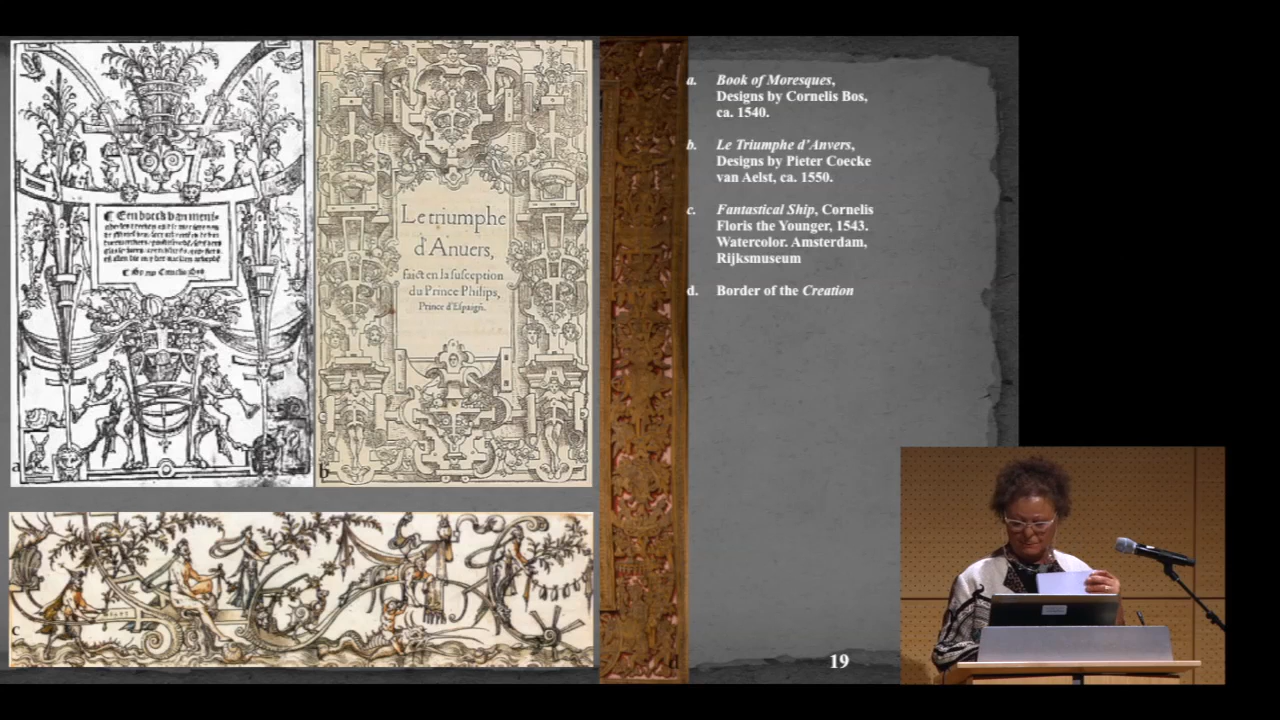 a. Book of Moresques,
Designs by Cornelis Bos,
ca. 1540.
b. Le Triumphe d’Anvers,
Designs by Pieter Coecke
van Aelst, ca. 1550.
c. Fantastical Ship, Cornelis
Floris the Younger, 1543.
Watercolor. Amsterdam,
Rijksmuseum
d. Border of the Creation
Le triumphe
d'Anuers,
faict en la susception
du Prince Philips,
Prince d'Espaign.
a
b
c
d
19